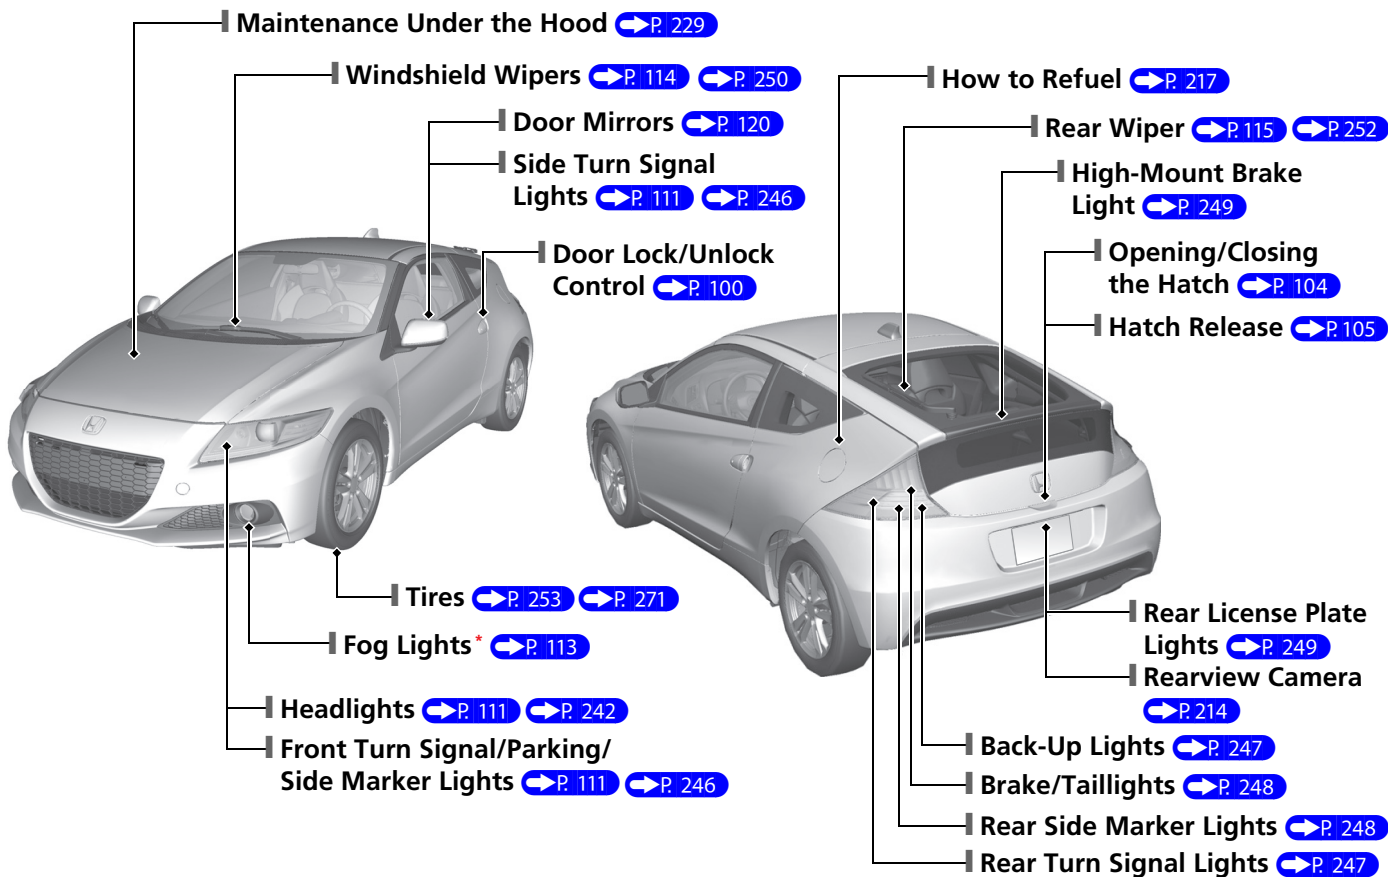 Maintenance Under the Hood P. 229
Windshield Wipers P. 114 P. 250
Door Mirrors P. 120
Side Turn Signal
Lights P. 111 P. 246
Door Lock/Unlock
Control P. 100
Tires P. 253 P. 271
Fog Lights* P. 113
Headlights P. 111 P. 242
Front Turn Signal/Parking/
Side Marker Lights P. 111 P. 246
How to Refuel P. 217
Rear Wiper P. 115 P. 252
High-Mount Brake
Light P. 249
Opening/Closing
the Hatch P. 104
Hatch Release P. 105
Rear License Plate
Lights P. 249
Rearview Camera
P. 214
Back-Up Lights P. 247
Brake/Taillights P. 248
Rear Side Marker Lights P. 248
Rear Turn Signal Lights P. 247